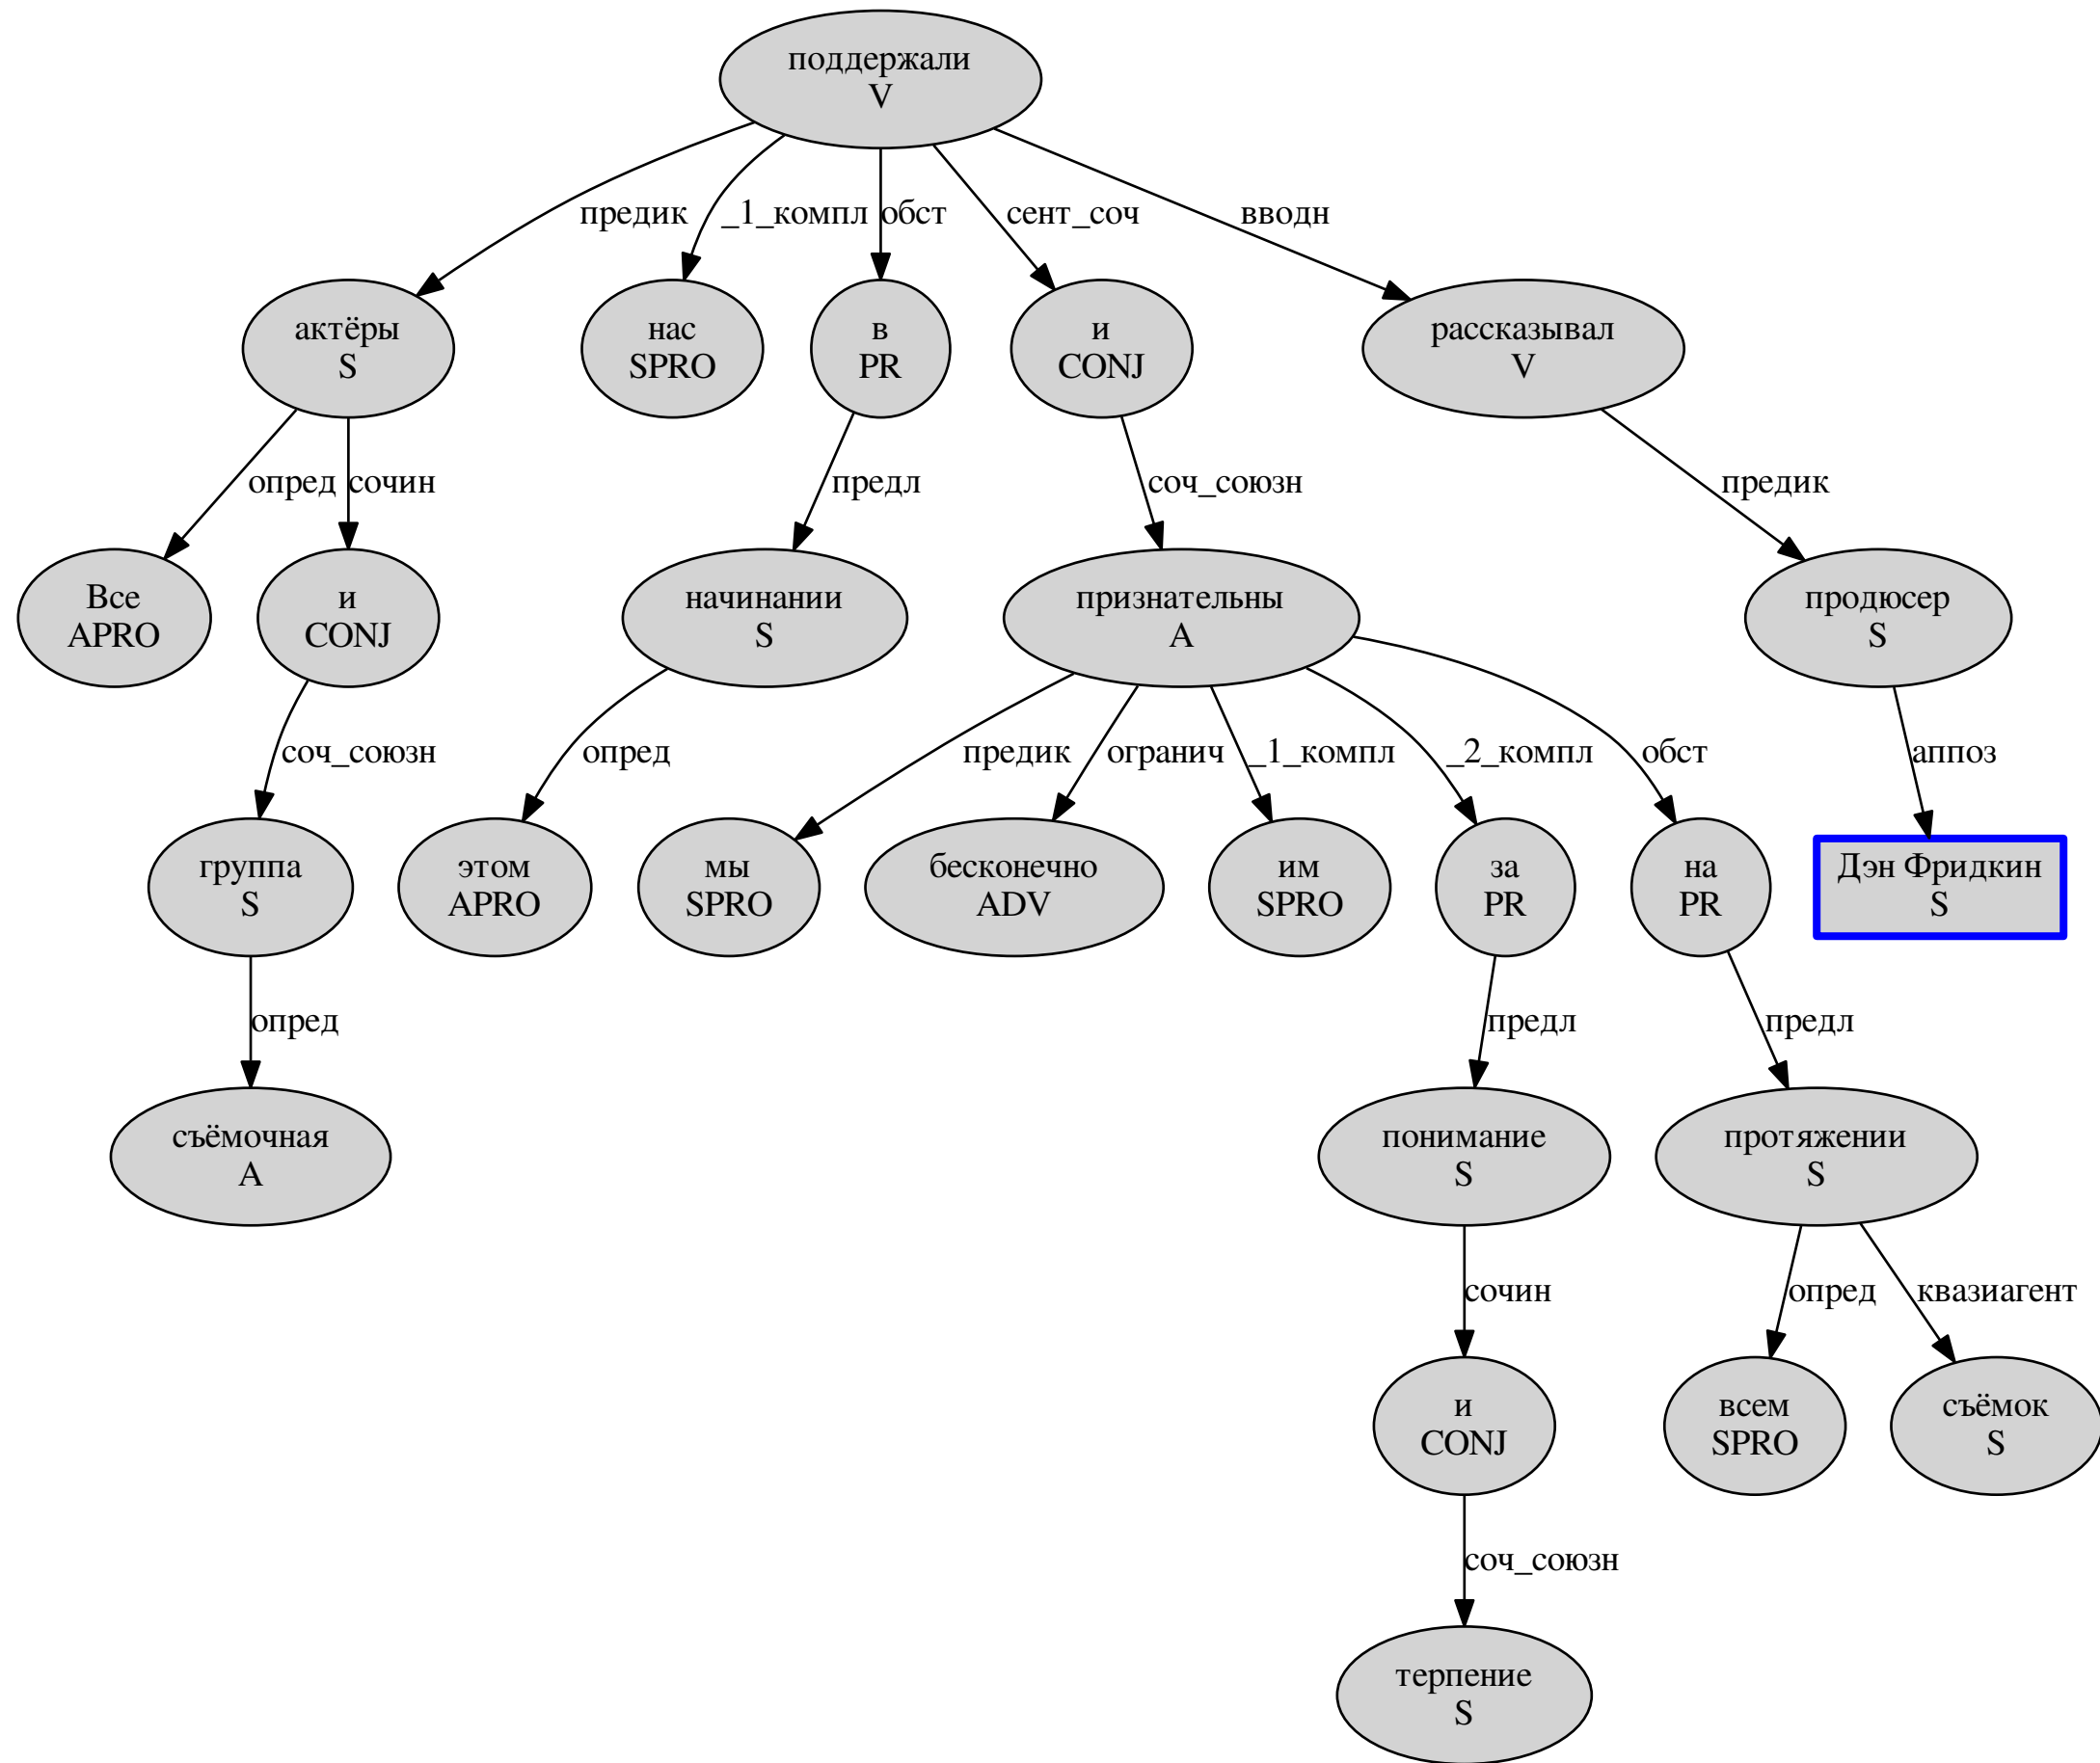 поддержали
V
предик
_1_компл
обст
сент_соч
вводн
актёры
S
нас
SPRO
в
PR
и
CONJ
рассказывал
V
опред
сочин
предл
соч_союзн
предик
Все
APRO
и
CONJ
начинании
S
признательны
A
продюсер
S
соч_союзн
опред
предик
огранич
_1_компл
_2_компл
обст
аппоз
группа
S
этом
APRO
мы
SPRO
бесконечно
ADV
им
SPRO
за
PR
на
PR
Дэн Фридкин
S
опред
предл
предл
съёмочная
A
понимание
S
протяжении
S
сочин
опред
квазиагент
и
CONJ
всем
SPRO
съёмок
S
соч_союзн
терпение
S